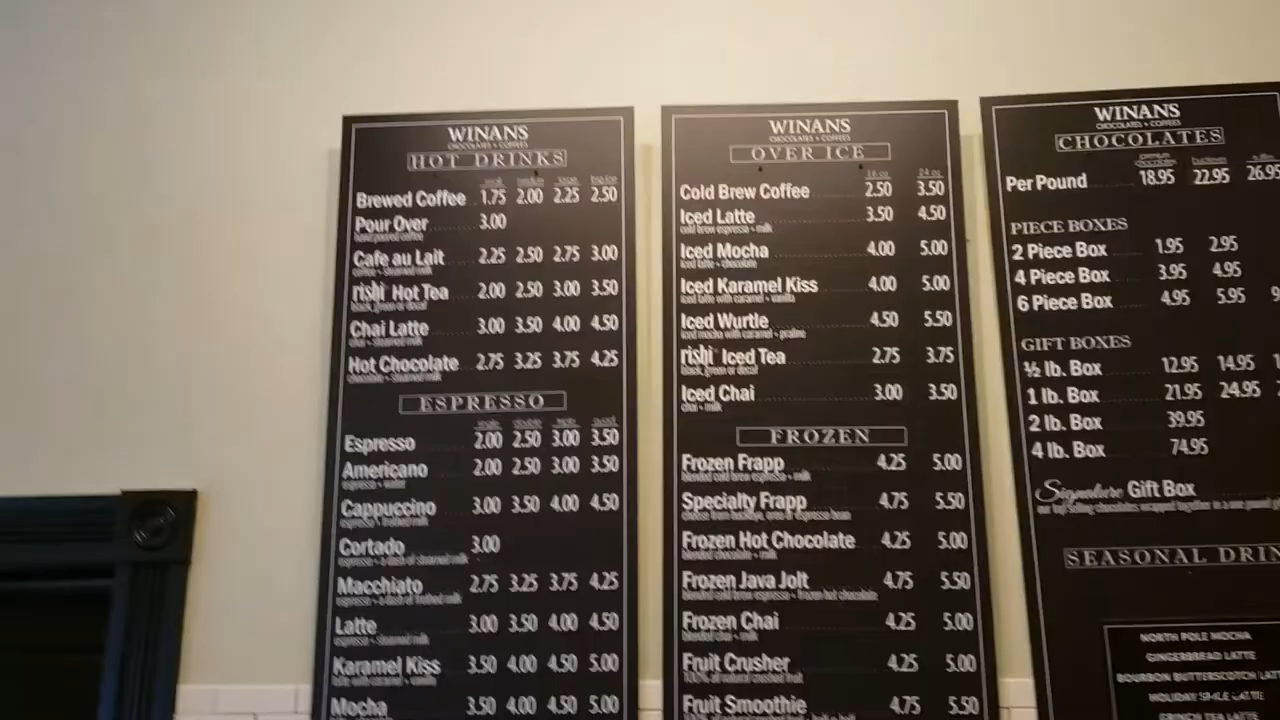 WINANS
CHOCOLATES + COFFEES
HOT DRINKS
small medium large
Brewed Coffee 1.75 2.00 2.25 2.50
Pour Over 3.00
hand poured coffee
Cafe au Lait 2.25 2.50 2.75 3.00
coffee + steamed milk
rishi Hot Tea 2.00 2.50 3.00 3.50
black, green or decaf
Chai Latte 3.00 3.50 4.00 4.50
chai + steamed milk
Hot Chocolate 2.75 3.25 3.75 4.25
chocolate + steamed milk
ESPRESSO
single double triple quad
Espresso 2.00 2.50 3.00 3.50
Americano 2.00 2.50 3.00 3.50
espresso + water
Cappuccino 3.00 3.50 4.00 4.50
espresso + frothed milk
Cortado 3.00
espresso + a dash of steamed milk
Macchiato 2.75 3.25 3.75 4.25
espresso + a dash of frothed milk
Latte 3.00 3.50 4.00 4.50
espresso + steamed milk
Karamel Kiss 3.50 4.00 4.50 5.00
latte with caramel + vanilla
Mocha 3.50 4.00 4.50 5.00
WINANS
CHOCOLATES + COFFEES
OVER ICE
16 oz 24 oz
Cold Brew Coffee 2.50 3.50
Iced Latte 3.50 4.50
cold brew espresso + milk
Iced Mocha 4.00 5.00
iced latte + chocolate
Iced Karamel Kiss 4.00 5.00
iced latte with caramel + vanilla
Iced Wurtle 4.50 5.50
iced mocha with caramel + praline
rishi Iced Tea 2.75 3.75
black, green or decaf
Iced Chai 3.00 3.50
chai + milk
FROZEN
Frozen Frapp 4.25 5.00
blended cold brew espresso + milk
Specialty Frapp 4.75 5.50
choose from buckeye, oreo or espresso bean
Frozen Hot Chocolate 4.25 5.00
blended chocolate + milk
Frozen Java Jolt 4.75 5.50
blended cold brew espresso + frozen hot chocolate
Frozen Chai 4.25 5.00
blended chai + milk
Fruit Crusher 4.25 5.00
100% all natural crushed fruit
Fruit Smoothie 4.75 5.50
WINANS
CHOCOLATES + COFFEES
CHOCOLATES
premium chocolates buckeyes
Per Pound 18.95 22.95 26.95
PIECE BOXES
2 Piece Box 1.95 2.95
4 Piece Box 3.95 4.95
6 Piece Box 4.95 5.95 9
GIFT BOXES
½ lb. Box 12.95 14.95 1
1 lb. Box 21.95 24.95
2 lb. Box 39.95
4 lb. Box 74.95
Signature Gift Box
our top selling chocolates wrapped together in a one pound
SEASONAL DRIN
NORTH POLE MOCHA
GINGERBREAD LATTE
BOURBON BUTTERSCOTCH LATT
HOLIDAY SPICE LATTE